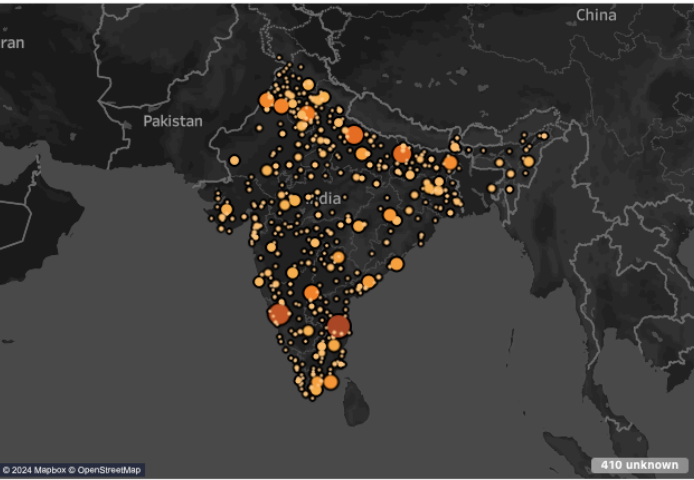 China
ran
Pakistan
dia
© 2024 Mapbox © OpenStreetMap
410 unknown